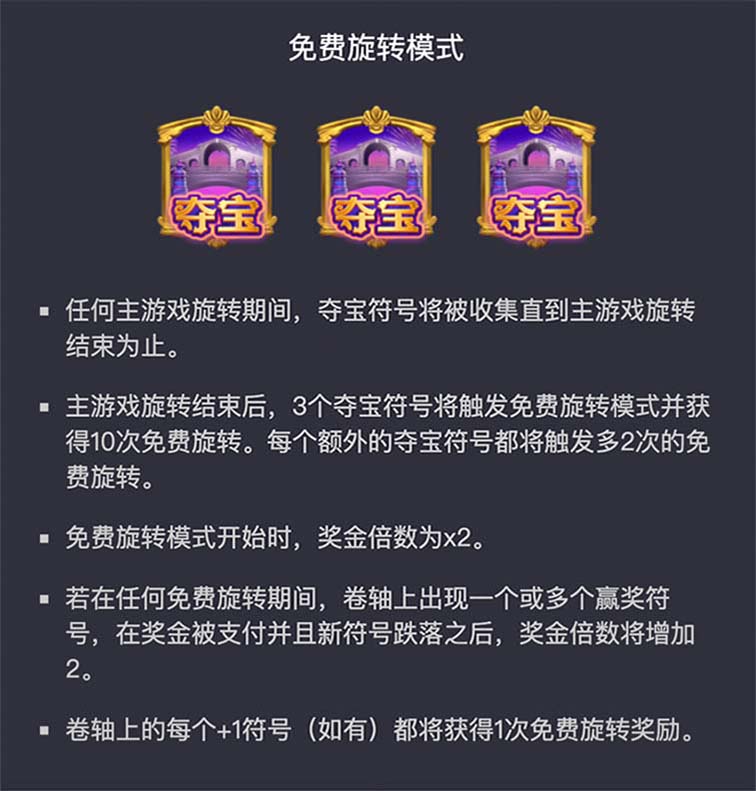 免费旋转模式
夺宝 夺宝 夺宝
▪ 任何主游戏旋转期间，夺宝符号将被收集直到主游戏旋转
结束为止。
▪ 主游戏旋转结束后，3个夺宝符号将触发免费旋转模式并获
得10次免费旋转。每个额外的夺宝符号都将触发多2次的免
费旋转。
▪ 免费旋转模式开始时，奖金倍数为x2。
▪ 若在任何免费旋转期间，卷轴上出现一个或多个赢奖符
号，在奖金被支付并且新符号跌落之后，奖金倍数将增加
2。
▪ 卷轴上的每个+1符号（如有）都将获得1次免费旋转奖励。